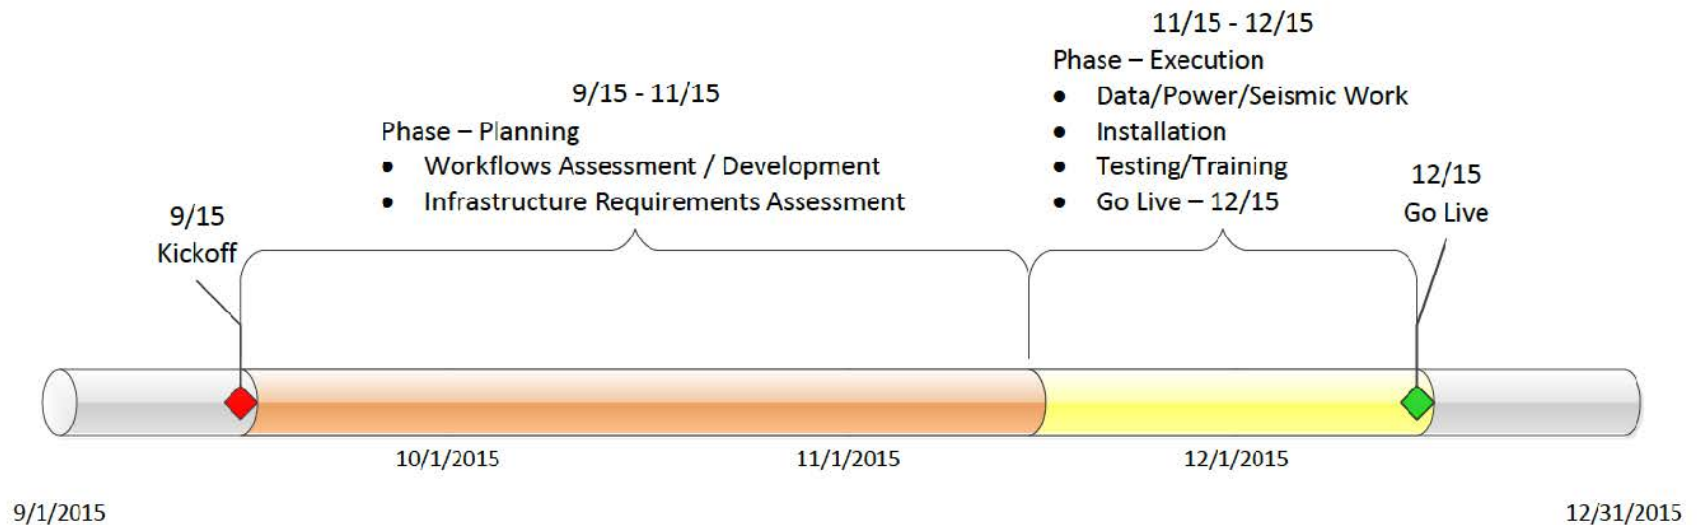 11/15 - 12/15
Phase – Execution
● Data/Power/Seismic Work
● Installation
● Testing/Training
● Go Live – 12/15
9/15 - 11/15
Phase – Planning
● Workflows Assessment / Development
● Infrastructure Requirements Assessment
9/15
Kickoff
12/15
Go Live
10/1/2015
11/1/2015
12/1/2015
9/1/2015
12/31/2015